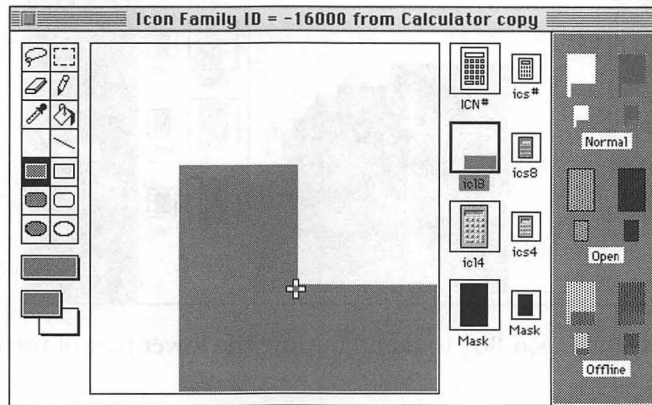 Icon Family ID = -16000 from Calculator copy
ICN#
ics#
icl8
ics8
icl4
ics4
Mask
Mask
Normal
Open
Offline